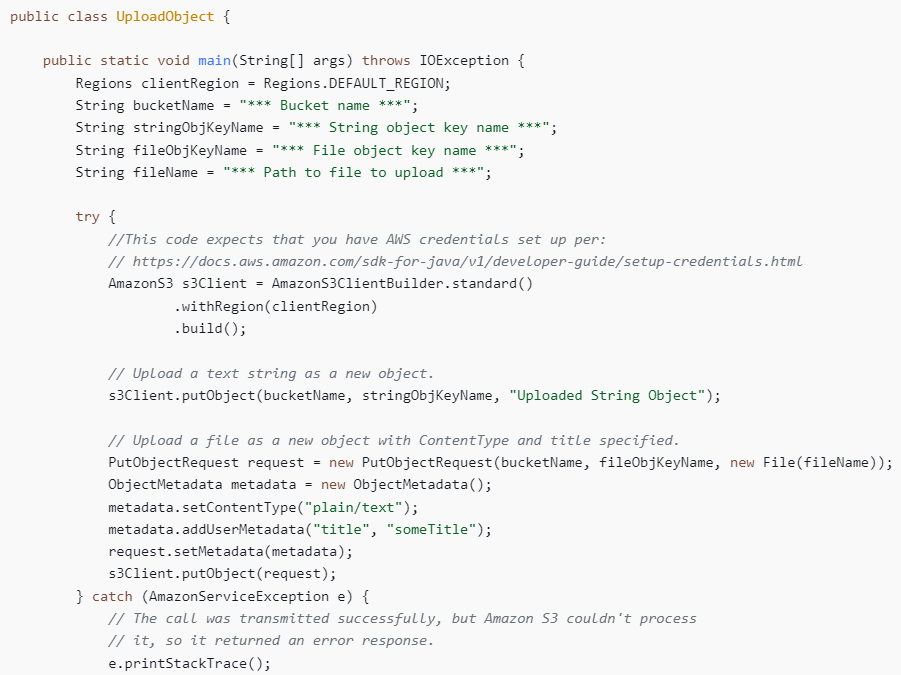 public class UploadObject {
public static void main(String[] args) throws IOException {
Regions clientRegion = Regions.DEFAULT_REGION;
String bucketName = "*** Bucket name ***";
String stringObjKeyName = "*** String object key name ***";
String fileObjKeyName = "*** File object key name ***";
String fileName = "*** Path to file to upload ***";
try {
//This code expects that you have AWS credentials set up per:
// https://docs.aws.amazon.com/sdk-for-java/v1/developer-guide/setup-credentials.html
AmazonS3 s3Client = AmazonS3ClientBuilder.standard()
.withRegion(clientRegion)
.build();
// Upload a text string as a new object.
s3Client.putObject(bucketName, stringObjKeyName, "Uploaded String Object");
// Upload a file as a new object with ContentType and title specified.
PutObjectRequest request = new PutObjectRequest(bucketName, fileObjKeyName, new File(fileName));
ObjectMetadata metadata = new ObjectMetadata();
metadata.setContentType("plain/text");
metadata.addUserMetadata("title", "someTitle");
request.setMetadata(metadata);
s3Client.putObject(request);
} catch (AmazonServiceException e) {
// The call was transmitted successfully, but Amazon S3 couldn't process
// it, so it returned an error response.
e.printStackTrace();